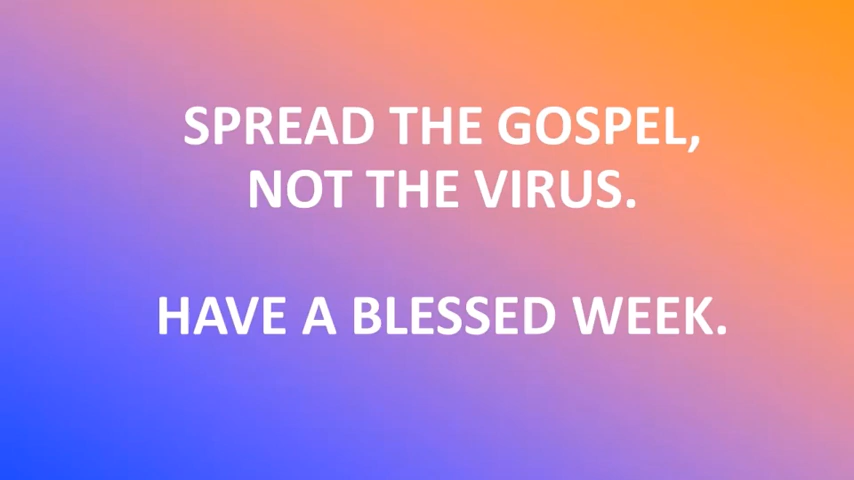 SPREAD THE GOSPEL,
NOT THE VIRUS.
HAVE A BLESSED WEEK.